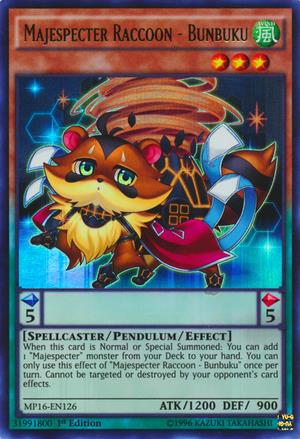 MAJESPECTER RACCOON - BUNBUKU
WIND
風
5
5
[SPELLCASTER/PENDULUM/EFFECT]
When this card is Normal or Special Summoned: You can add
1 "Majespecter" monster from your Deck to your hand. You can
only use this effect of "Majespecter Raccoon - Bunbuku" once per
turn. Cannot be targeted or destroyed by your opponent's card
effects.
MP16-EN126
ATK/1200 DEF/ 900
31991800
1st Edition
©1996 KAZUKI TAKAHASHI